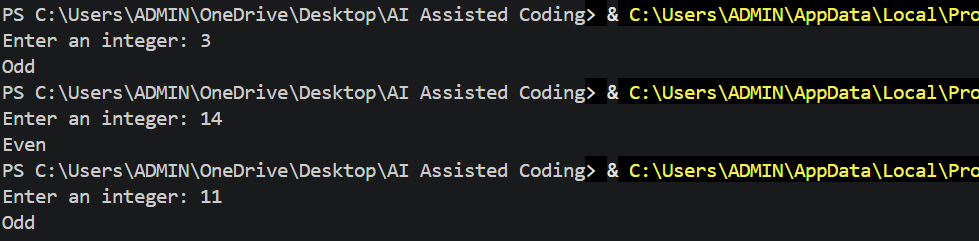 PS C:\Users\ADMIN\OneDrive\Desktop\AI Assisted Coding> & C:\Users\ADMIN\AppData\Local\Pro
Enter an integer: 3
Odd
PS C:\Users\ADMIN\OneDrive\Desktop\AI Assisted Coding> & C:\Users\ADMIN\AppData\Local\Pro
Enter an integer: 14
Even
PS C:\Users\ADMIN\OneDrive\Desktop\AI Assisted Coding> & C:\Users\ADMIN\AppData\Local\Pro
Enter an integer: 11
Odd